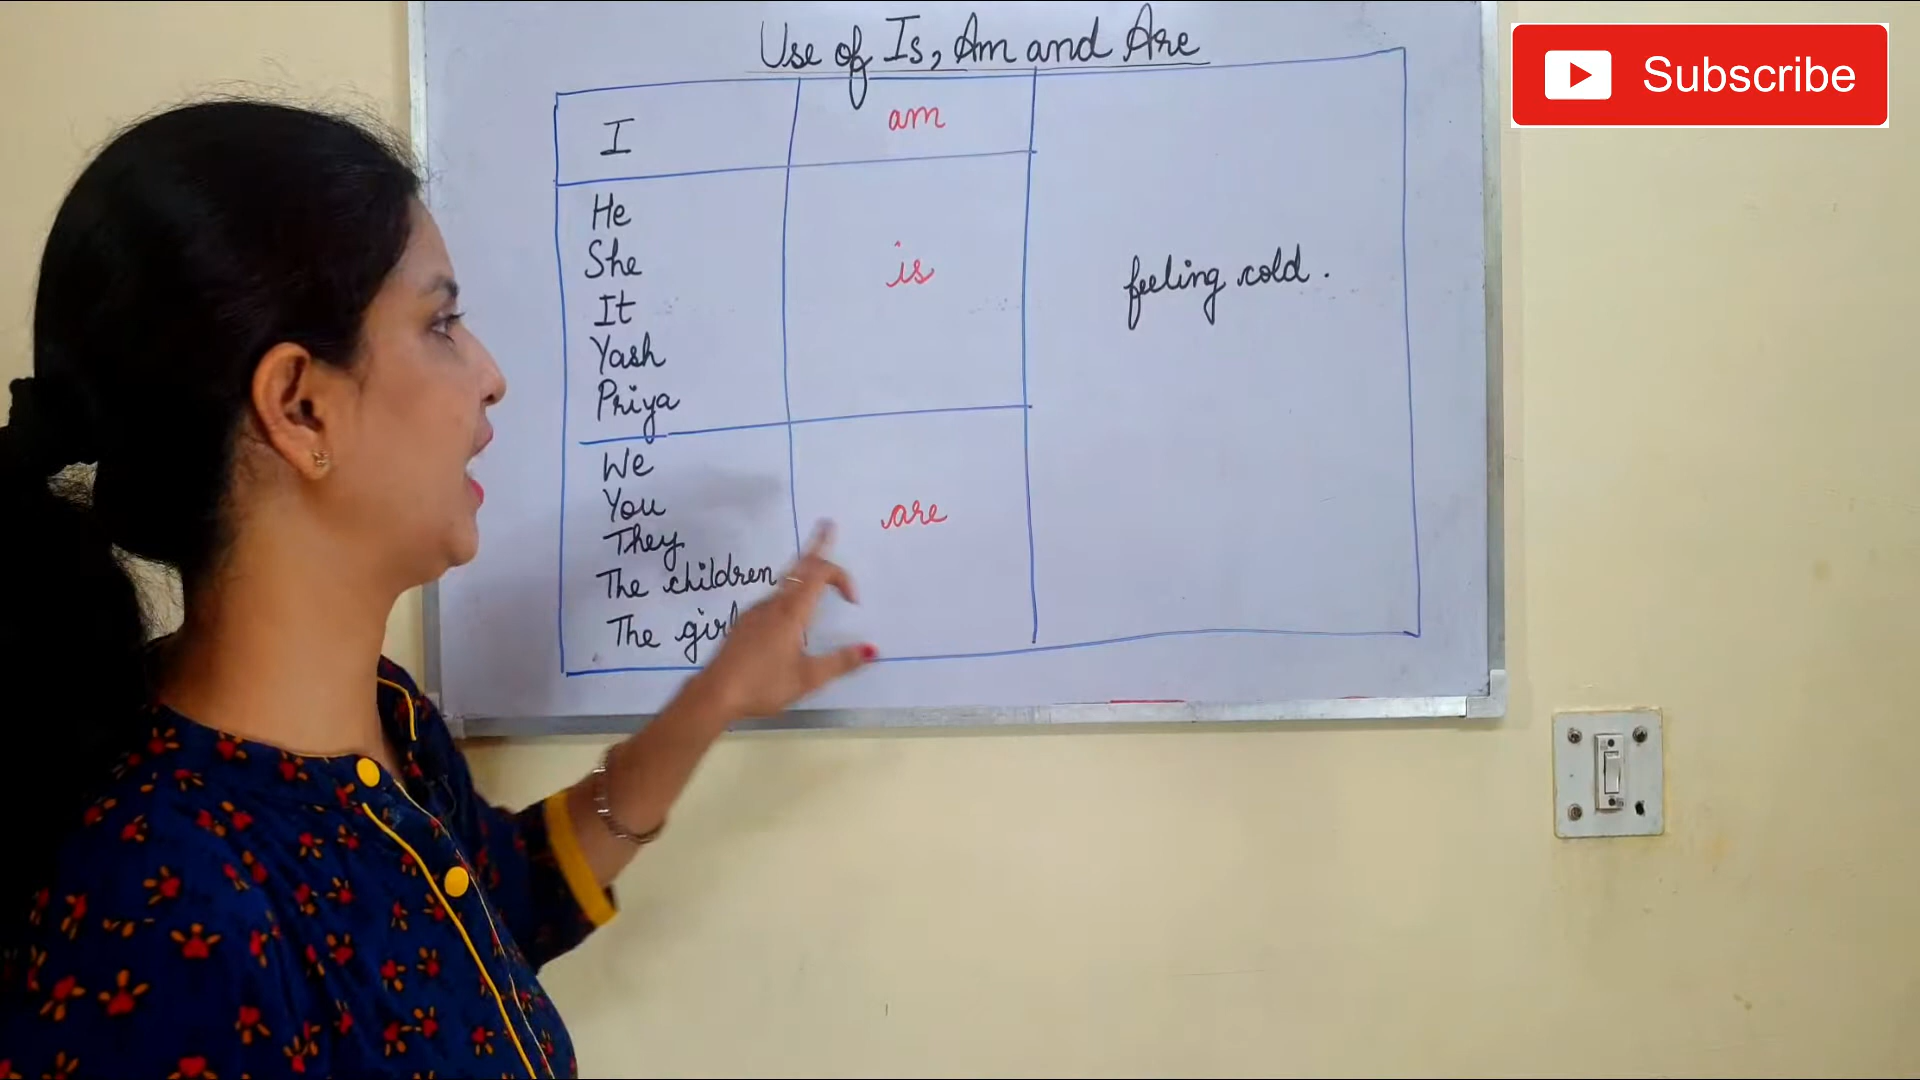 Use of Is, Am and Are
Subscribe
I
am
He
She
It
Yash
Priya
is
feeling cold.
We
You
They
The children
The
are